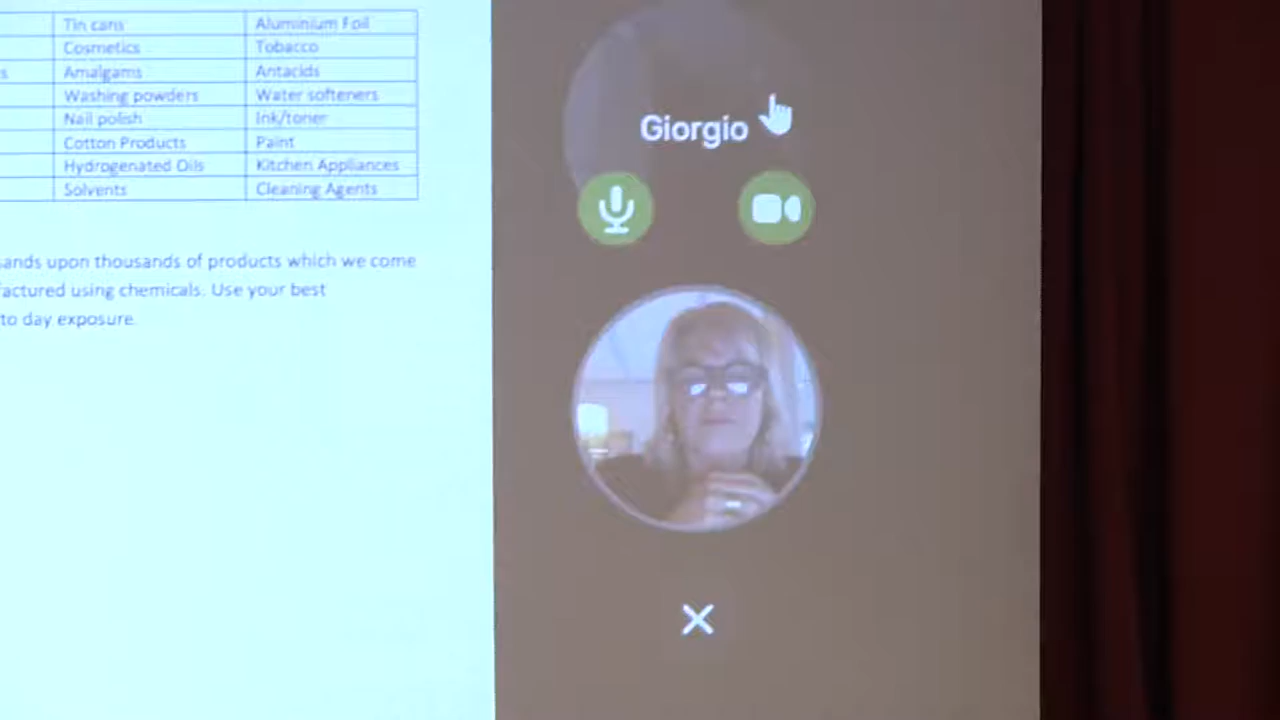 Tin cans Aluminium Foil
Cosmetics Tobacco
s Amalgams Antacids
Washing powders Water softeners
Nail polish Ink/toner
Cotton Products Paint
Hydrogenated Oils Kitchen Appliances
Solvents Cleaning Agents
ands upon thousands of products which we come
factured using chemicals. Use your best
to day exposure.
Giorgio